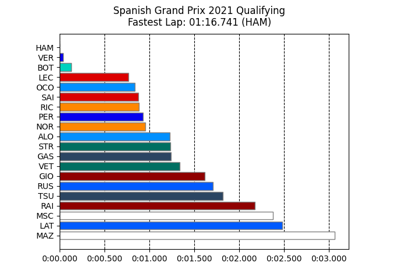 Spanish Grand Prix 2021 Qualifying
Fastest Lap: 01:16.741 (HAM)
HAM
VER
BOT
LEC
OCO
SAI
RIC
PER
NOR
ALO
STR
GAS
VET
GIO
RUS
TSU
RAI
MSC
LAT
MAZ
0:00.000 0:00.500 0:01.000 0:01.500 0:02.000 0:02.500 0:03.000